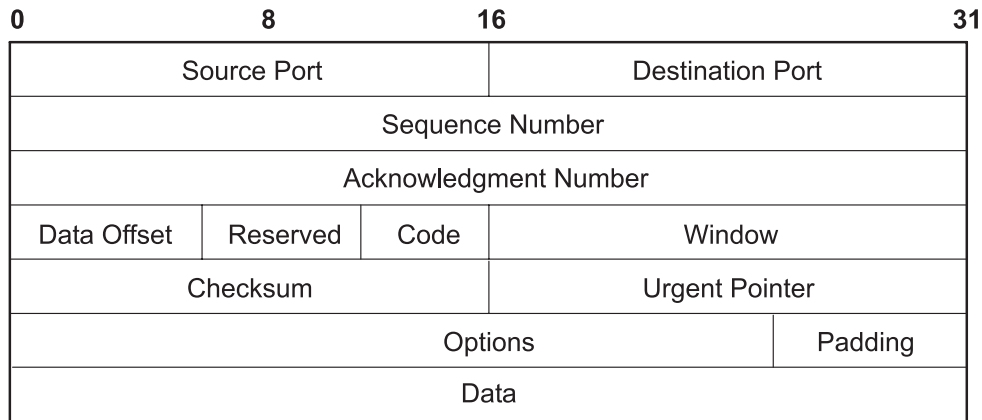 0 8 16 31
Source Port Destination Port
Sequence Number
Acknowledgment Number
Data Offset Reserved Code Window
Checksum Urgent Pointer
Options Padding
Data